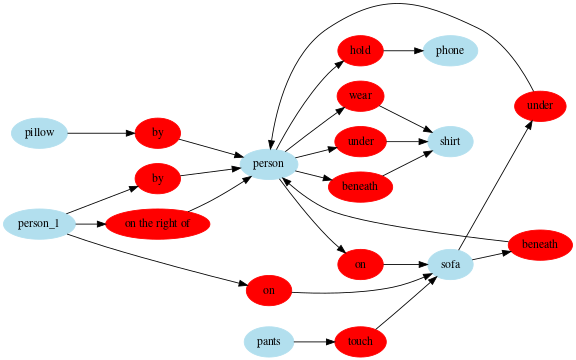 hold
phone
wear
under
pillow
by
under
shirt
person
by
beneath
person_1
on the right of
beneath
on
sofa
on
pants
touch